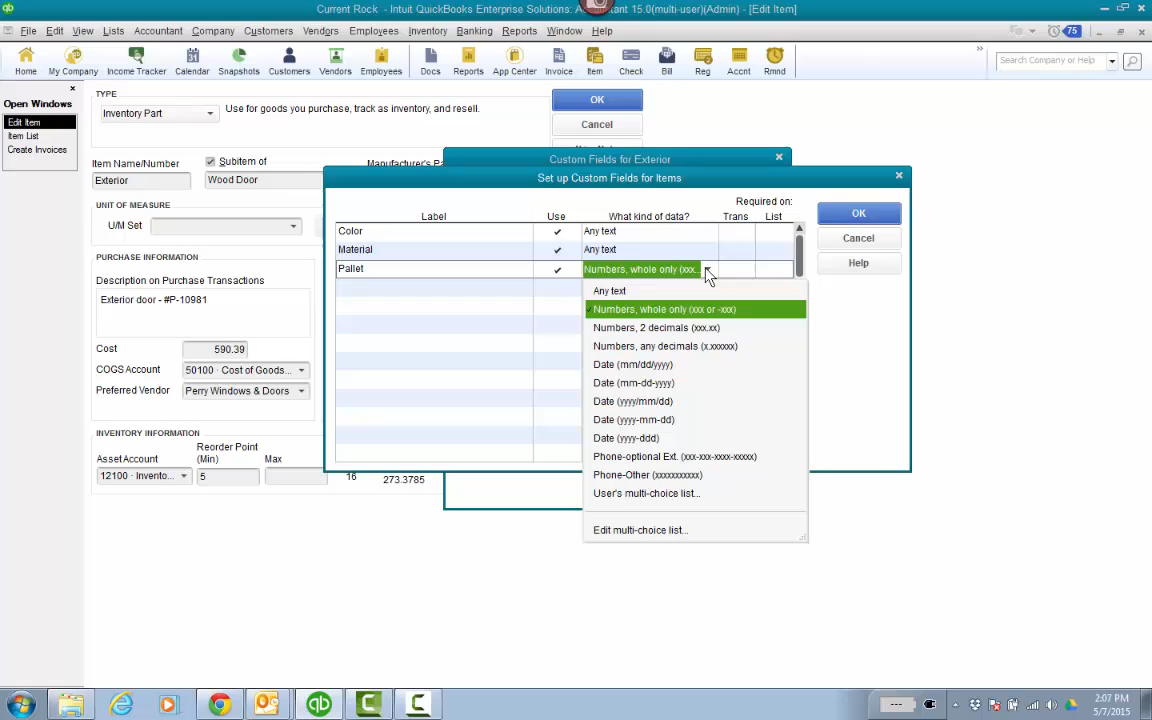 Current Rock - Intuit QuickBooks Enterprise Solutions: Accountant 15.0(multi-user)(Admin) - [Edit Item]
File Edit View Lists Accountant Company Customers Vendors Employees Inventory Banking Reports Window Help
75
Home My Company Income Tracker Calendar Snapshots Customers Vendors Employees Docs Reports App Center Invoice Item Check Bill Reg Accnt Rmnd
Search Company or Help
Open Windows
Edit Item
Item List
Create Invoices
TYPE
Inventory Part
Use for goods you purchase, track as inventory, and resell.
OK
Cancel
Item Name/Number
Subitem of
Manufacturer's Pa
Exterior
Wood Door
UNIT OF MEASURE
U/M Set
PURCHASE INFORMATION
Description on Purchase Transactions
Exterior door - #P-10981
Cost
590.39
COGS Account
50100 · Cost of Goods...
Preferred Vendor
Perry Windows & Doors
INVENTORY INFORMATION
Asset Account
Reorder Point
(Min)
Max
12100 · Invento...
5
16
273.3785
Custom Fields for Exterior
Set up Custom Fields for Items
Required on:
Label Use What kind of data? Trans List
Color Any text
Material Any text
Pallet Numbers, whole only (xxx...
OK
Cancel
Help
Any text
Numbers, whole only (xxx or -xxx)
Numbers, 2 decimals (xxx.xx)
Numbers, any decimals (x.xxxxxx)
Date (mm/dd/yyyy)
Date (mm-dd-yyyy)
Date (yyyy/mm/dd)
Date (yyyy-mm-dd)
Date (yyyy-ddd)
Phone-optional Ext. (xxx-xxx-xxxx-xxxxx)
Phone-Other (xxxxxxxxxxx)
User's multi-choice list...
Edit multi-choice list...
2:07 PM
5/7/2015